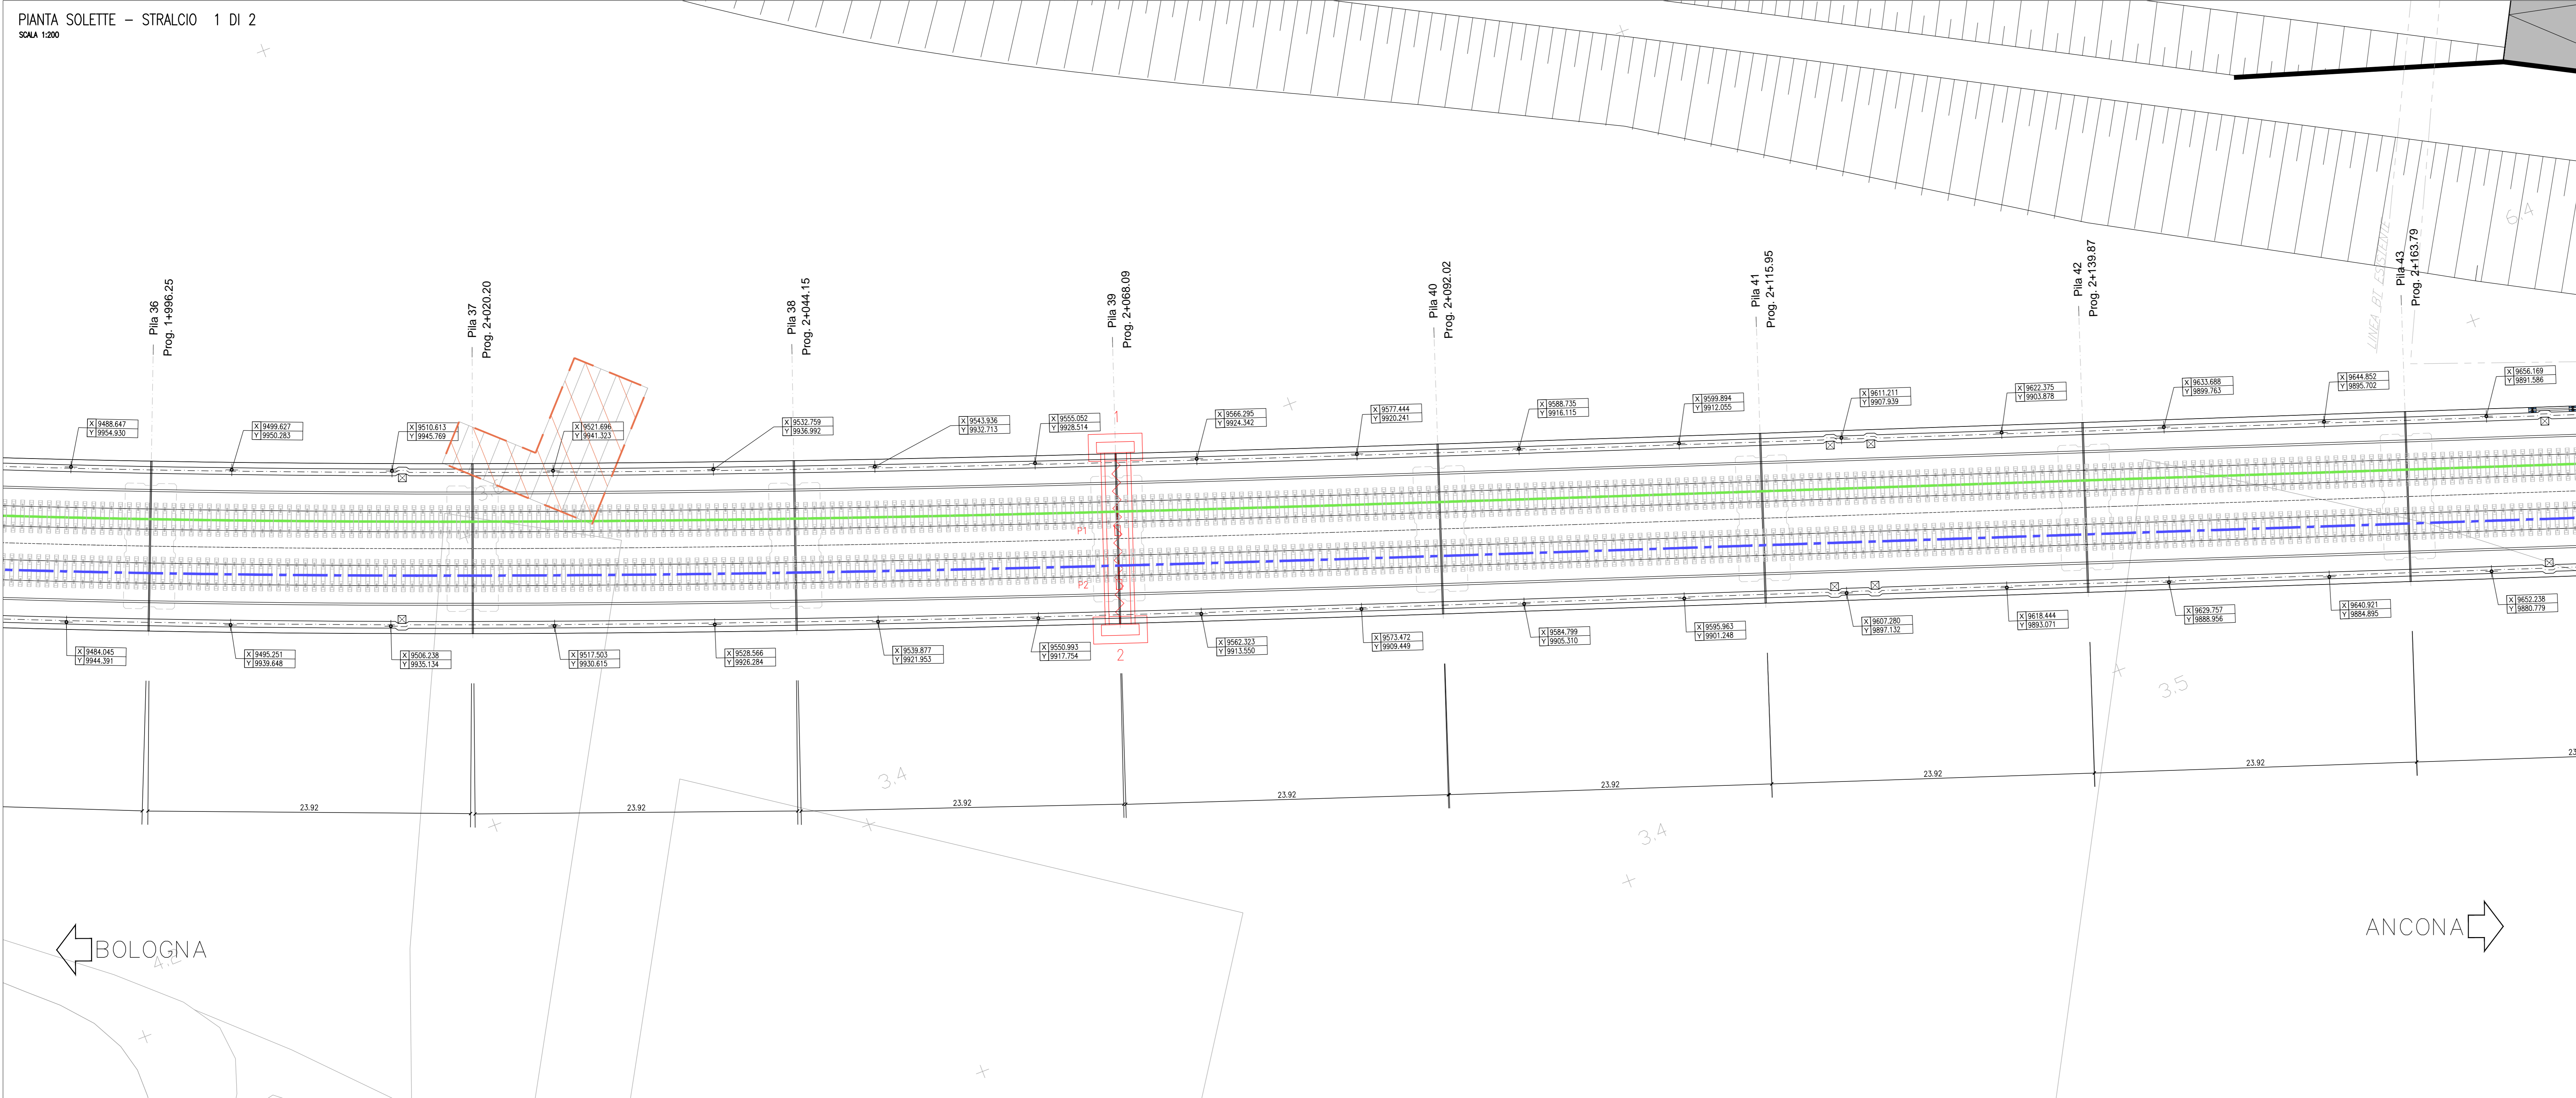 PIANTA SOLETTE – STRALCIO 1 DI 2
SCALA 1:200
6.4
LINEA BI ESISTENTE
Pila 36
Prog. 1+996.25
Pila 37
Prog. 2+020.20
Pila 38
Prog. 2+044.15
Pila 39
Prog. 2+068.09
Pila 40
Prog. 2+092.02
Pila 41
Prog. 2+115.95
Pila 42
Prog. 2+139.87
Pila 43
Prog. 2+163.79
X 9488.647
Y 9954.930
X 9499.627
Y 9950.283
X 9510.613
Y 9945.769
X 9521.696
Y 9941.323
X 9532.759
Y 9936.992
X 9543.936
Y 9932.713
X 9555.052
Y 9928.514
1
X 9566.295
Y 9924.342
X 9577.444
Y 9920.241
X 9588.735
Y 9916.115
X 9599.894
Y 9912.055
X 9611.211
Y 9907.939
X 9622.375
Y 9903.878
X 9633.688
Y 9899.763
X 9644.852
Y 9895.702
X 9656.169
Y 9891.586
P1
P2
2
X 9484.045
Y 9944.391
X 9495.251
Y 9939.648
X 9506.238
Y 9935.134
X 9517.503
Y 9930.615
X 9528.566
Y 9926.284
X 9539.877
Y 9921.953
X 9550.993
Y 9917.754
X 9562.323
Y 9913.550
X 9573.472
Y 9909.449
X 9584.799
Y 9905.310
X 9595.963
Y 9901.248
X 9607.280
Y 9897.132
X 9618.444
Y 9893.071
X 9629.757
Y 9888.956
X 9640.921
Y 9884.895
X 9652.238
Y 9880.779
3.5
3.4
3.4
23.92
23.92
23.92
23.92
23.92
23.92
23.92
BOLOGNA
ANCONA